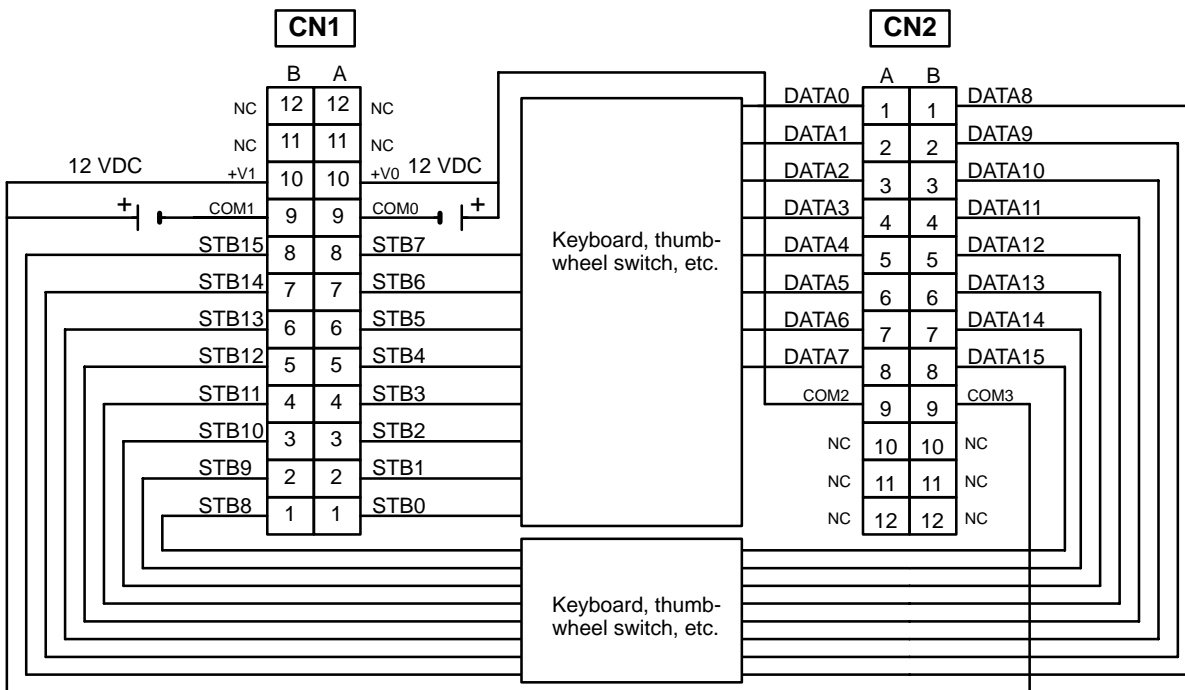 CN1
CN2
B A
A B
NC 12 12 NC
NC 11 11 NC
12 VDC +V1 10 10 +V0 12 VDC
+ COM1 9 9 COM0 +
STB15 8 8 STB7
STB14 7 7 STB6
STB13 6 6 STB5
STB12 5 5 STB4
STB11 4 4 STB3
STB10 3 3 STB2
STB9 2 2 STB1
STB8 1 1 STB0
Keyboard, thumb-
wheel switch, etc.
DATA0 1 1 DATA8
DATA1 2 2 DATA9
DATA2 3 3 DATA10
DATA3 4 4 DATA11
DATA4 5 5 DATA12
DATA5 6 6 DATA13
DATA6 7 7 DATA14
DATA7 8 8 DATA15
COM2 9 9 COM3
NC 10 10 NC
NC 11 11 NC
NC 12 12 NC
Keyboard, thumb-
wheel switch, etc.